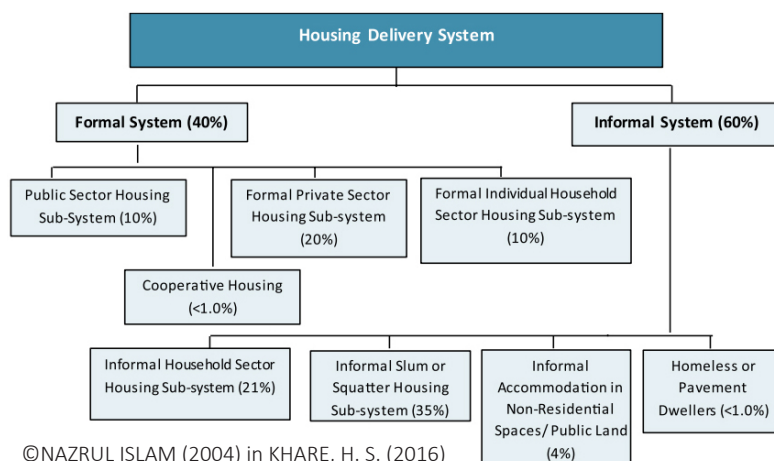 Housing Delivery System
Formal System (40%)
Informal System (60%)
Public Sector Housing
Sub-System (10%)
Formal Private Sector
Housing Sub-system
(20%)
Formal Individual Household
Sector Housing Sub-system
(10%)
Cooperative Housing
(<1.0%)
Informal Household Sector
Housing Sub-system (21%)
Informal Slum or
Squatter Housing
Sub-system (35%)
Informal
Accommodation in
Non-Residential
Spaces/ Public Land
(4%)
Homeless or
Pavement
Dwellers (<1.0%)
©NAZRUL ISLAM (2004) in KHARE, H. S. (2016)